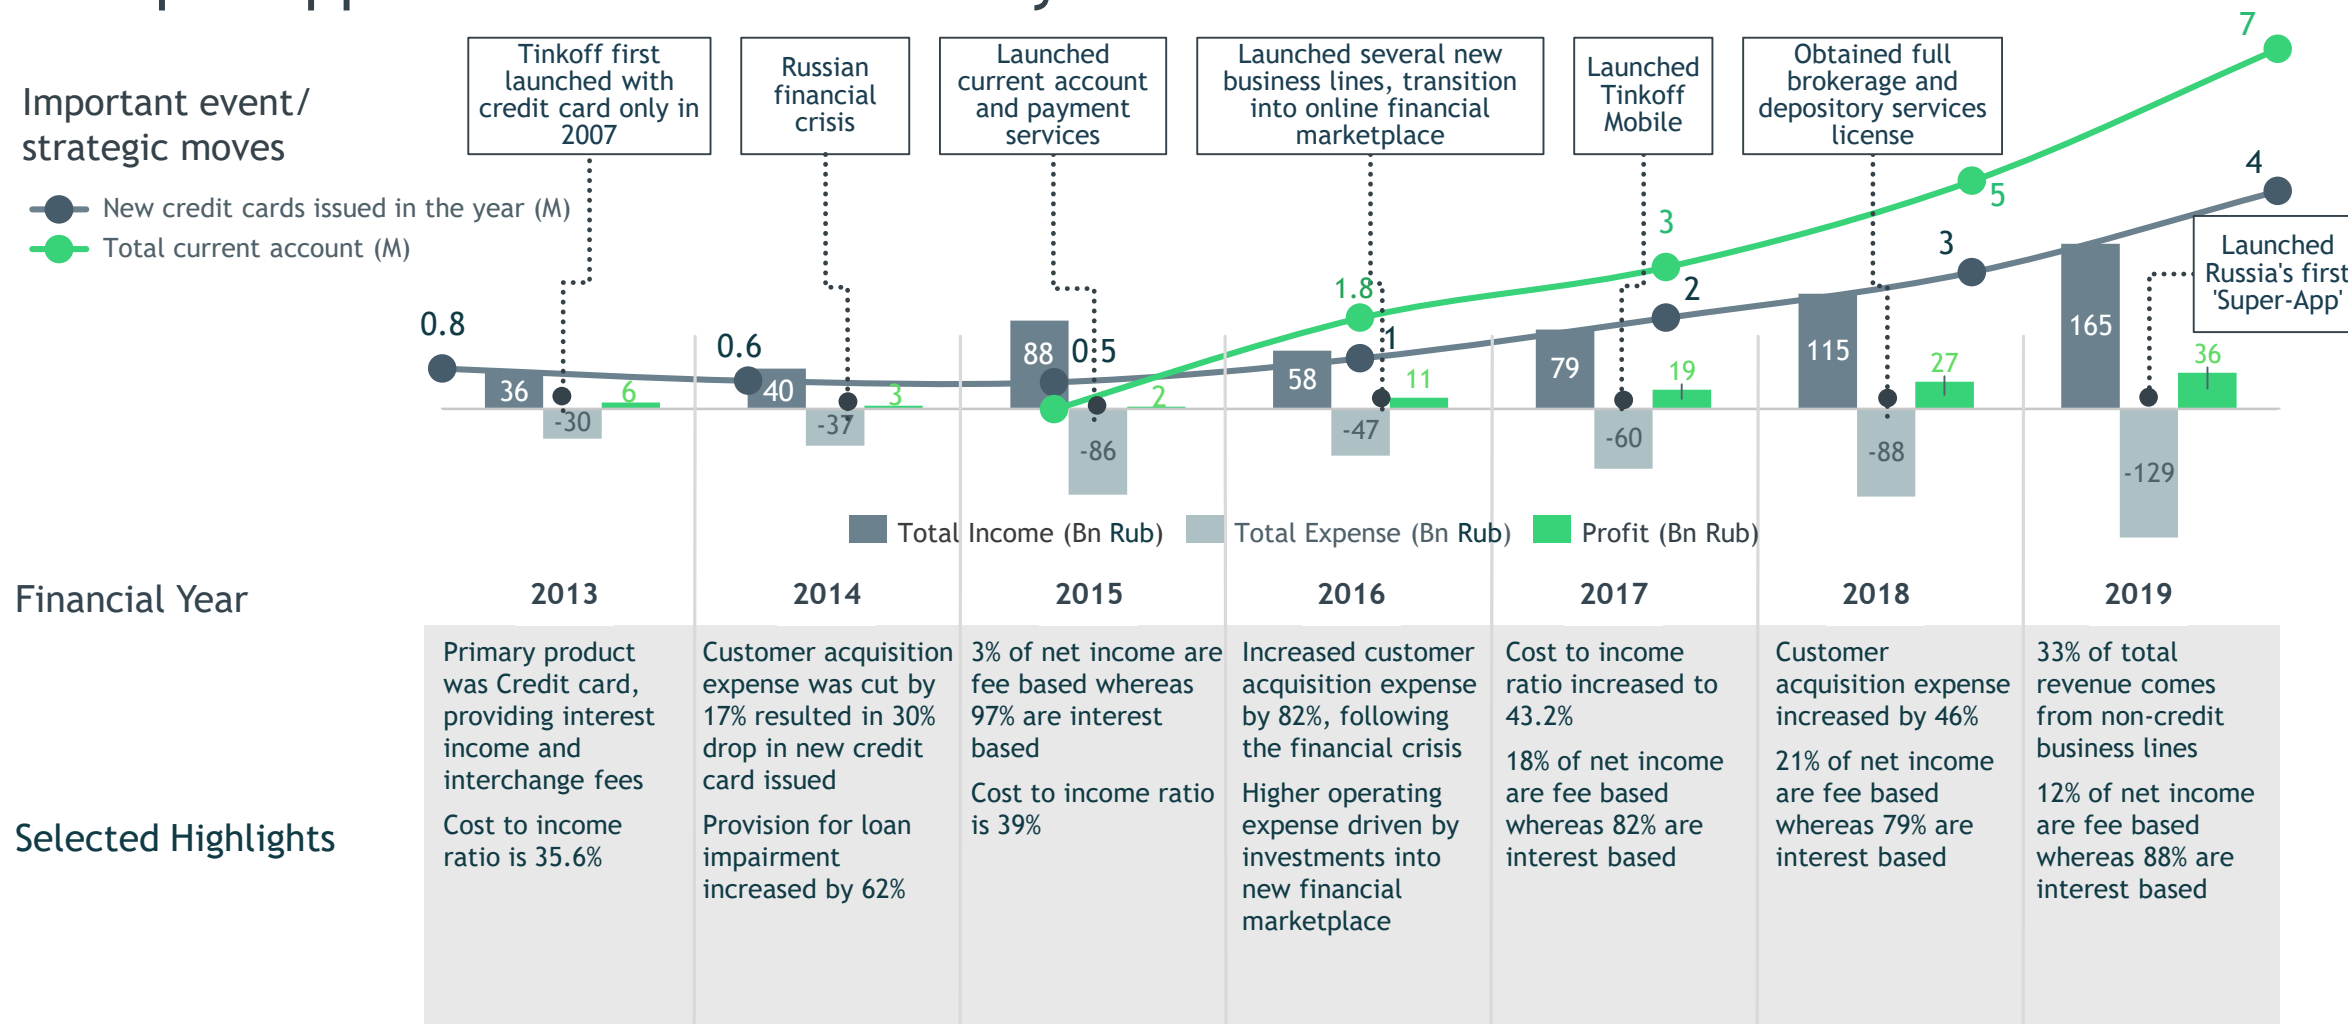 Tinkoff first
launched with
credit card only in
2007
Russian
financial
crisis
Launched
current account
and payment
services
Launched several new
business lines, transition
into online financial
marketplace
Launched
Tinkoff
Mobile
Obtained full
brokerage and
depository services
license
Launched
Russia's first
'Super-App'
Important event/
strategic moves
New credit cards issued in the year (M)
Total current account (M)
0.8
0.6
0.5
1
2
3
4
1.8
3
5
7
36
-30
6
40
-37
3
88
-86
2
58
-47
11
79
-60
19
115
-88
27
165
-129
36
Total Income (Bn Rub)
Total Expense (Bn Rub)
Profit (Bn Rub)
Financial Year
2013
2014
2015
2016
2017
2018
2019
Selected Highlights
Primary product
was Credit card,
providing interest
income and
interchange fees
Cost to income
ratio is 35.6%
Customer acquisition
expense was cut by
17% resulted in 30%
drop in new credit
card issued
Provision for loan
impairment
increased by 62%
3% of net income are
fee based whereas
97% are interest
based
Cost to income ratio
is 39%
Increased customer
acquisition expense
by 82%, following
the financial crisis
Higher operating
expense driven by
investments into
new financial
marketplace
Cost to income
ratio increased to
43.2%
18% of net income
are fee based
whereas 82% are
interest based
Customer
acquisition expense
increased by 46%
21% of net income
are fee based
whereas 79% are
interest based
33% of total
revenue comes
from non-credit
business lines
12% of net income
are fee based
whereas 88% are
interest based